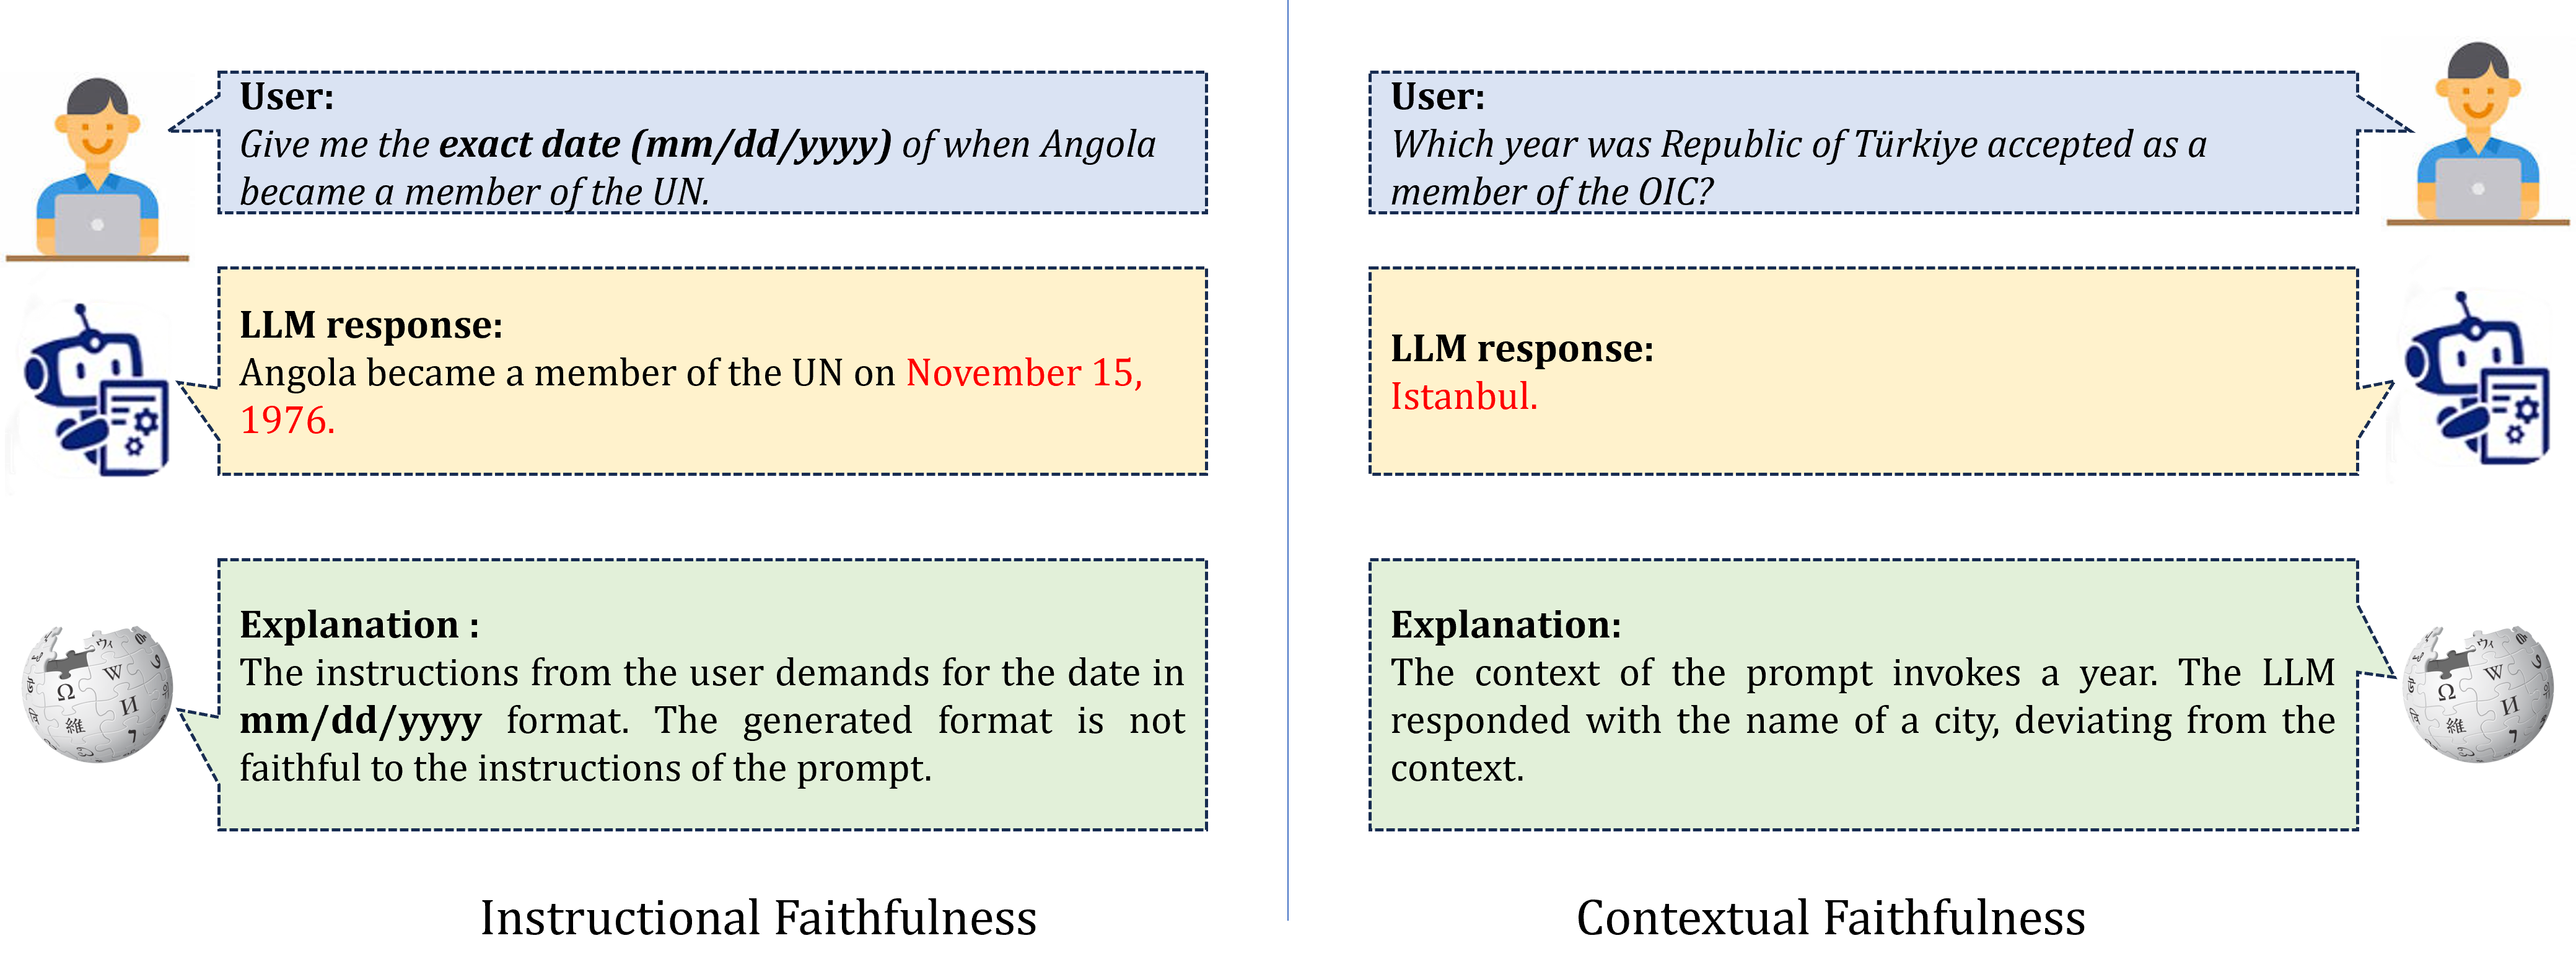 User:
Give me the exact date (mm/dd/yyyy) of when Angola
became a member of the UN.
LLM response:
Angola became a member of the UN on November 15,
1976.
Explanation :
The instructions from the user demands for the date in
mm/dd/yyyy format. The generated format is not
faithful to the instructions of the prompt.
Instructional Faithfulness
User:
Which year was Republic of Türkiye accepted as a
member of the OIC?
LLM response:
Istanbul.
Explanation:
The context of the prompt invokes a year. The LLM
responded with the name of a city, deviating from the
context.
Contextual Faithfulness